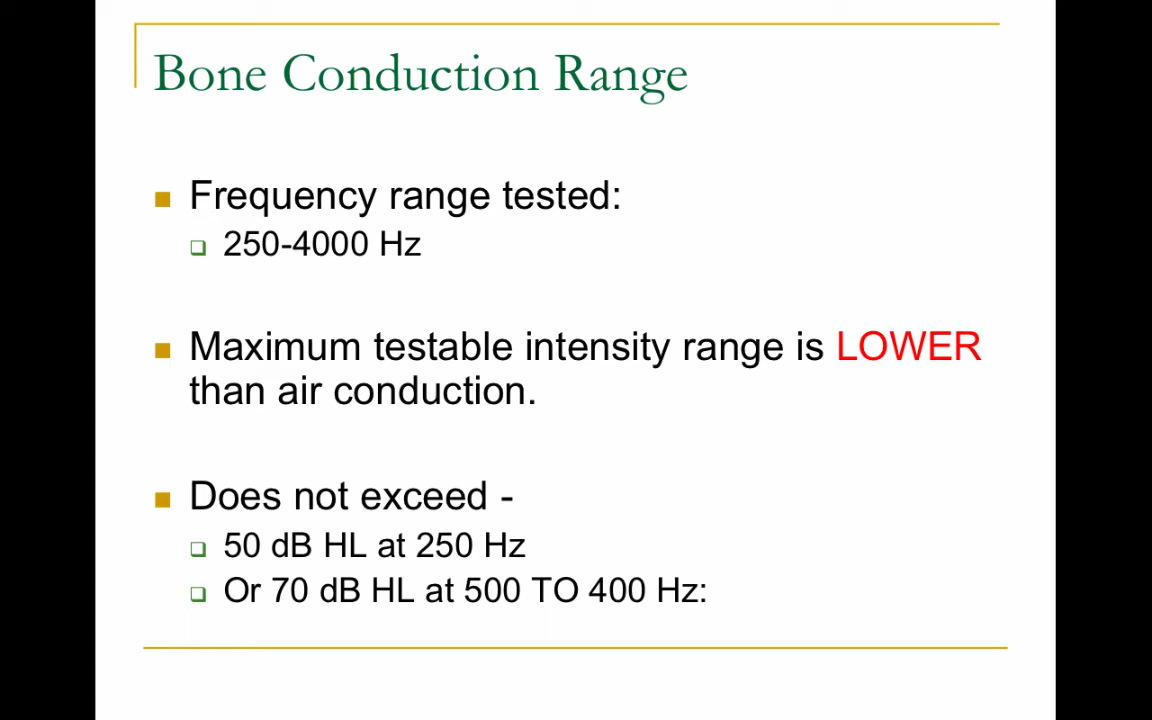 Bone Conduction Range
Frequency range tested:
250-4000 Hz
Maximum testable intensity range is LOWER
than air conduction.
Does not exceed -
50 dB HL at 250 Hz
Or 70 dB HL at 500 TO 400 Hz: